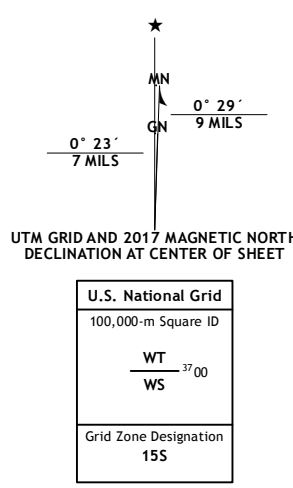 ★
MN
0° 29´
9 MILS
GN
0° 23´
7 MILS
UTM GRID AND 2017 MAGNETIC NORTH
DECLINATION AT CENTER OF SHEET
U.S. National Grid
100,000-m Square ID
WT
3700
WS
Grid Zone Designation
15S